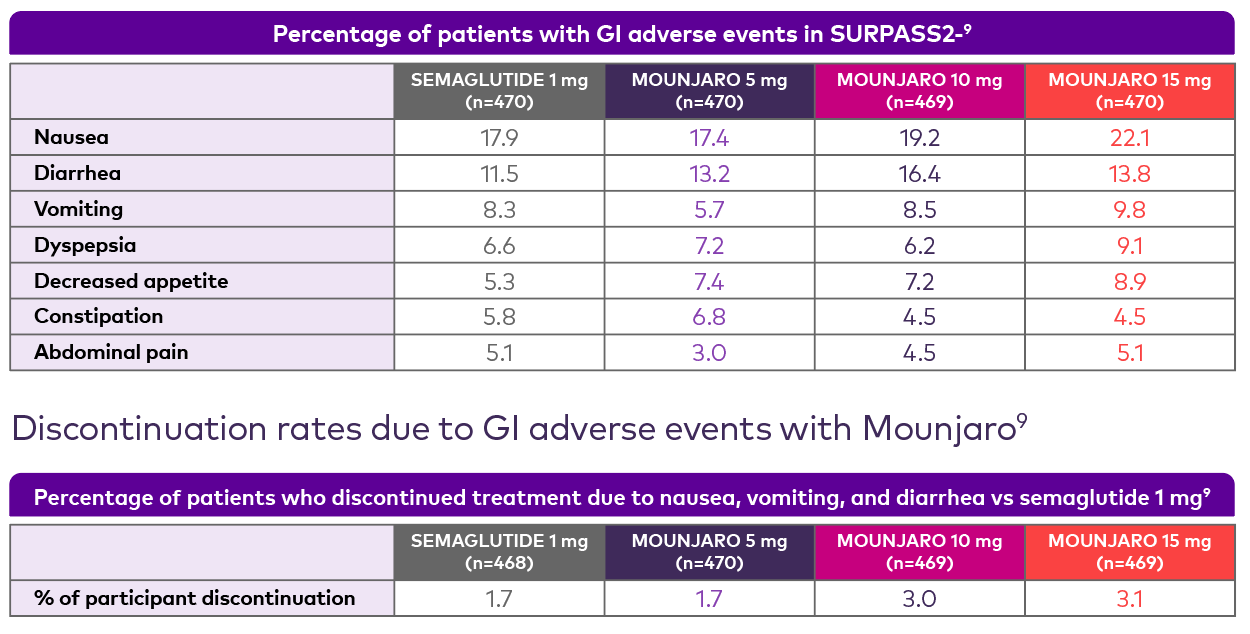 Percentage of patients with GI adverse events in SURPASS2-⁹
SEMAGLUTIDE 1 mg (n=470) MOUNJARO 5 mg (n=470) MOUNJARO 10 mg (n=469) MOUNJARO 15 mg (n=470)
Nausea 17.9 17.4 19.2 22.1
Diarrhea 11.5 13.2 16.4 13.8
Vomiting 8.3 5.7 8.5 9.8
Dyspepsia 6.6 7.2 6.2 9.1
Decreased appetite 5.3 7.4 7.2 8.9
Constipation 5.8 6.8 4.5 4.5
Abdominal pain 5.1 3.0 4.5 5.1
Discontinuation rates due to GI adverse events with Mounjaro⁹
Percentage of patients who discontinued treatment due to nausea, vomiting, and diarrhea vs semaglutide 1 mg⁹
SEMAGLUTIDE 1 mg (n=468) MOUNJARO 5 mg (n=470) MOUNJARO 10 mg (n=469) MOUNJARO 15 mg (n=469)
% of participant discontinuation 1.7 1.7 3.0 3.1